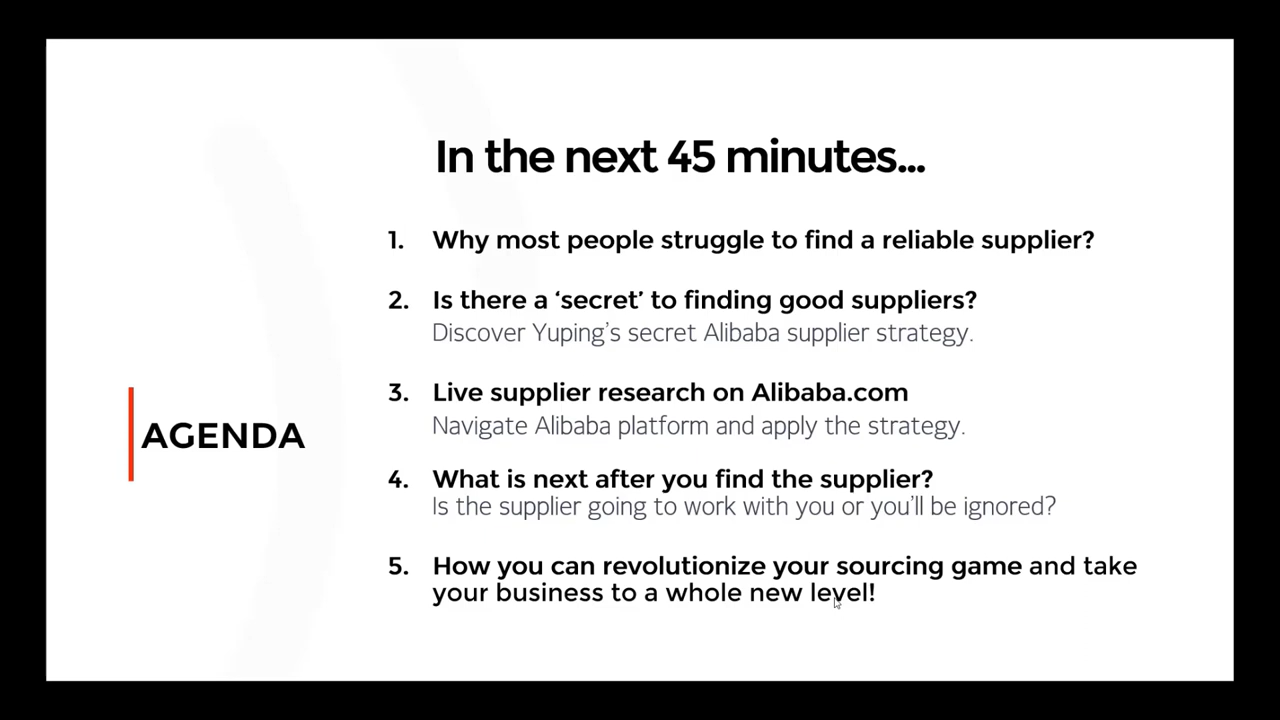 In the next 45 minutes...
1. Why most people struggle to find a reliable supplier?
2. Is there a ‘secret’ to finding good suppliers?
Discover Yuping’s secret Alibaba supplier strategy.
3. Live supplier research on Alibaba.com
Navigate Alibaba platform and apply the strategy.
AGENDA
4. What is next after you find the supplier?
Is the supplier going to work with you or you’ll be ignored?
5. How you can revolutionize your sourcing game and take
your business to a whole new level!